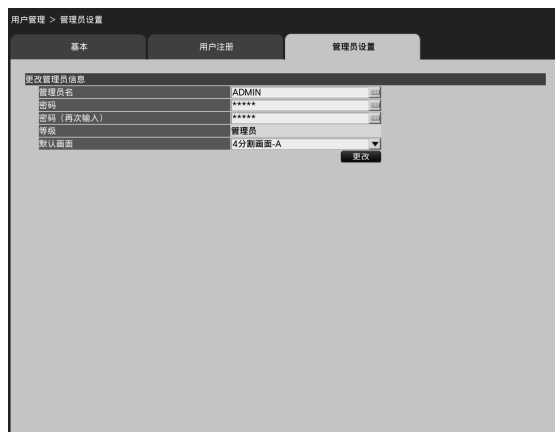 用户管理 > 管理员设置
基本 用户注册 管理员设置
更改管理员信息
管理员名 ADMIN
密码 *****
密码（再次输入） *****
等级 管理员
默认画面 4分割画面-A
更改